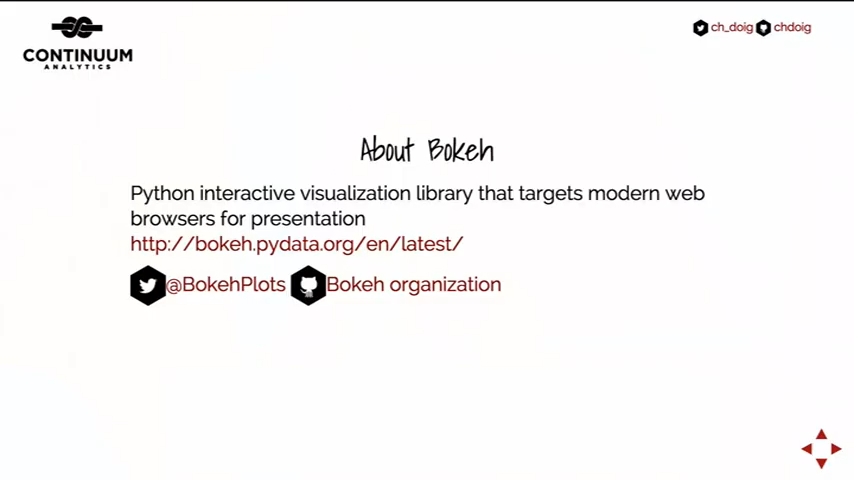 CONTINUUM
ANALYTICS
ch_doig chdoig
About Bokeh
Python interactive visualization library that targets modern web
browsers for presentation
http://bokeh.pydata.org/en/latest/
@BokehPlots Bokeh organization